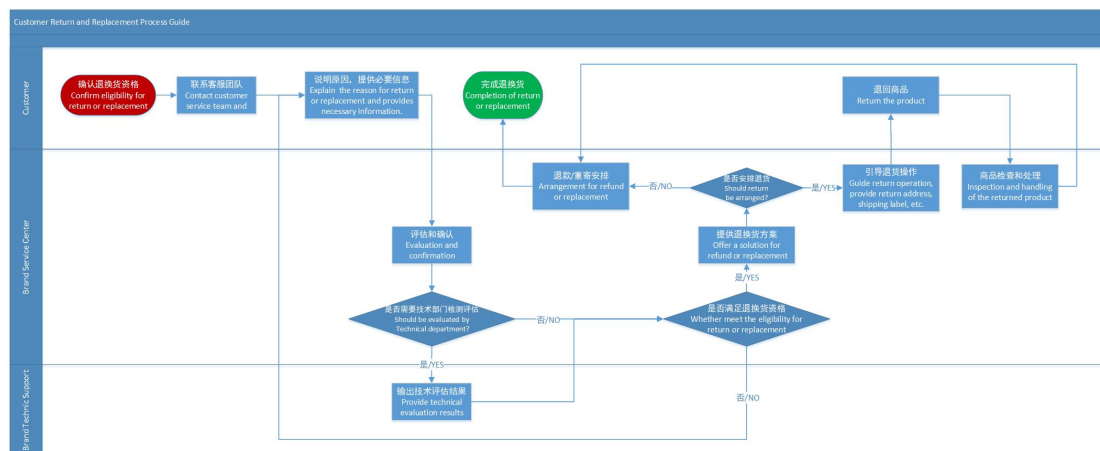 Customer Return and Replacement Process Guide
Customer
确认退换货资格
Confirm eligibility for
return or replacement
联系客服团队
Contact customer
service team and
说明原因，提供必要信息
Explain the reason for return
or replacement and provides
necessary information.
完成退换货
Completion of return
or replacement
退回商品
Return the product
Brand Service Center
退款/重寄安排
Arrangement for refund
or replacement
否/NO
是否安排退货
Should return
be arranged?
是/YES
引导退货操作
Guide return operation,
provide return address,
shipping label, etc.
商品检查和处理
Inspection and handling
of the returned product
评估和确认
Evaluation and
confirmation
提供退换货方案
Offer a solution for
refund or replacement
是/YES
是否需要技术部门检测评估
Should be evaluated by
Technical department?
否/NO
是否满足退换货资格
Whether meet the eligibility for
return or replacement
是/YES
Brand Technic Support
输出技术评估结果
Provide technical
evaluation results
否/NO